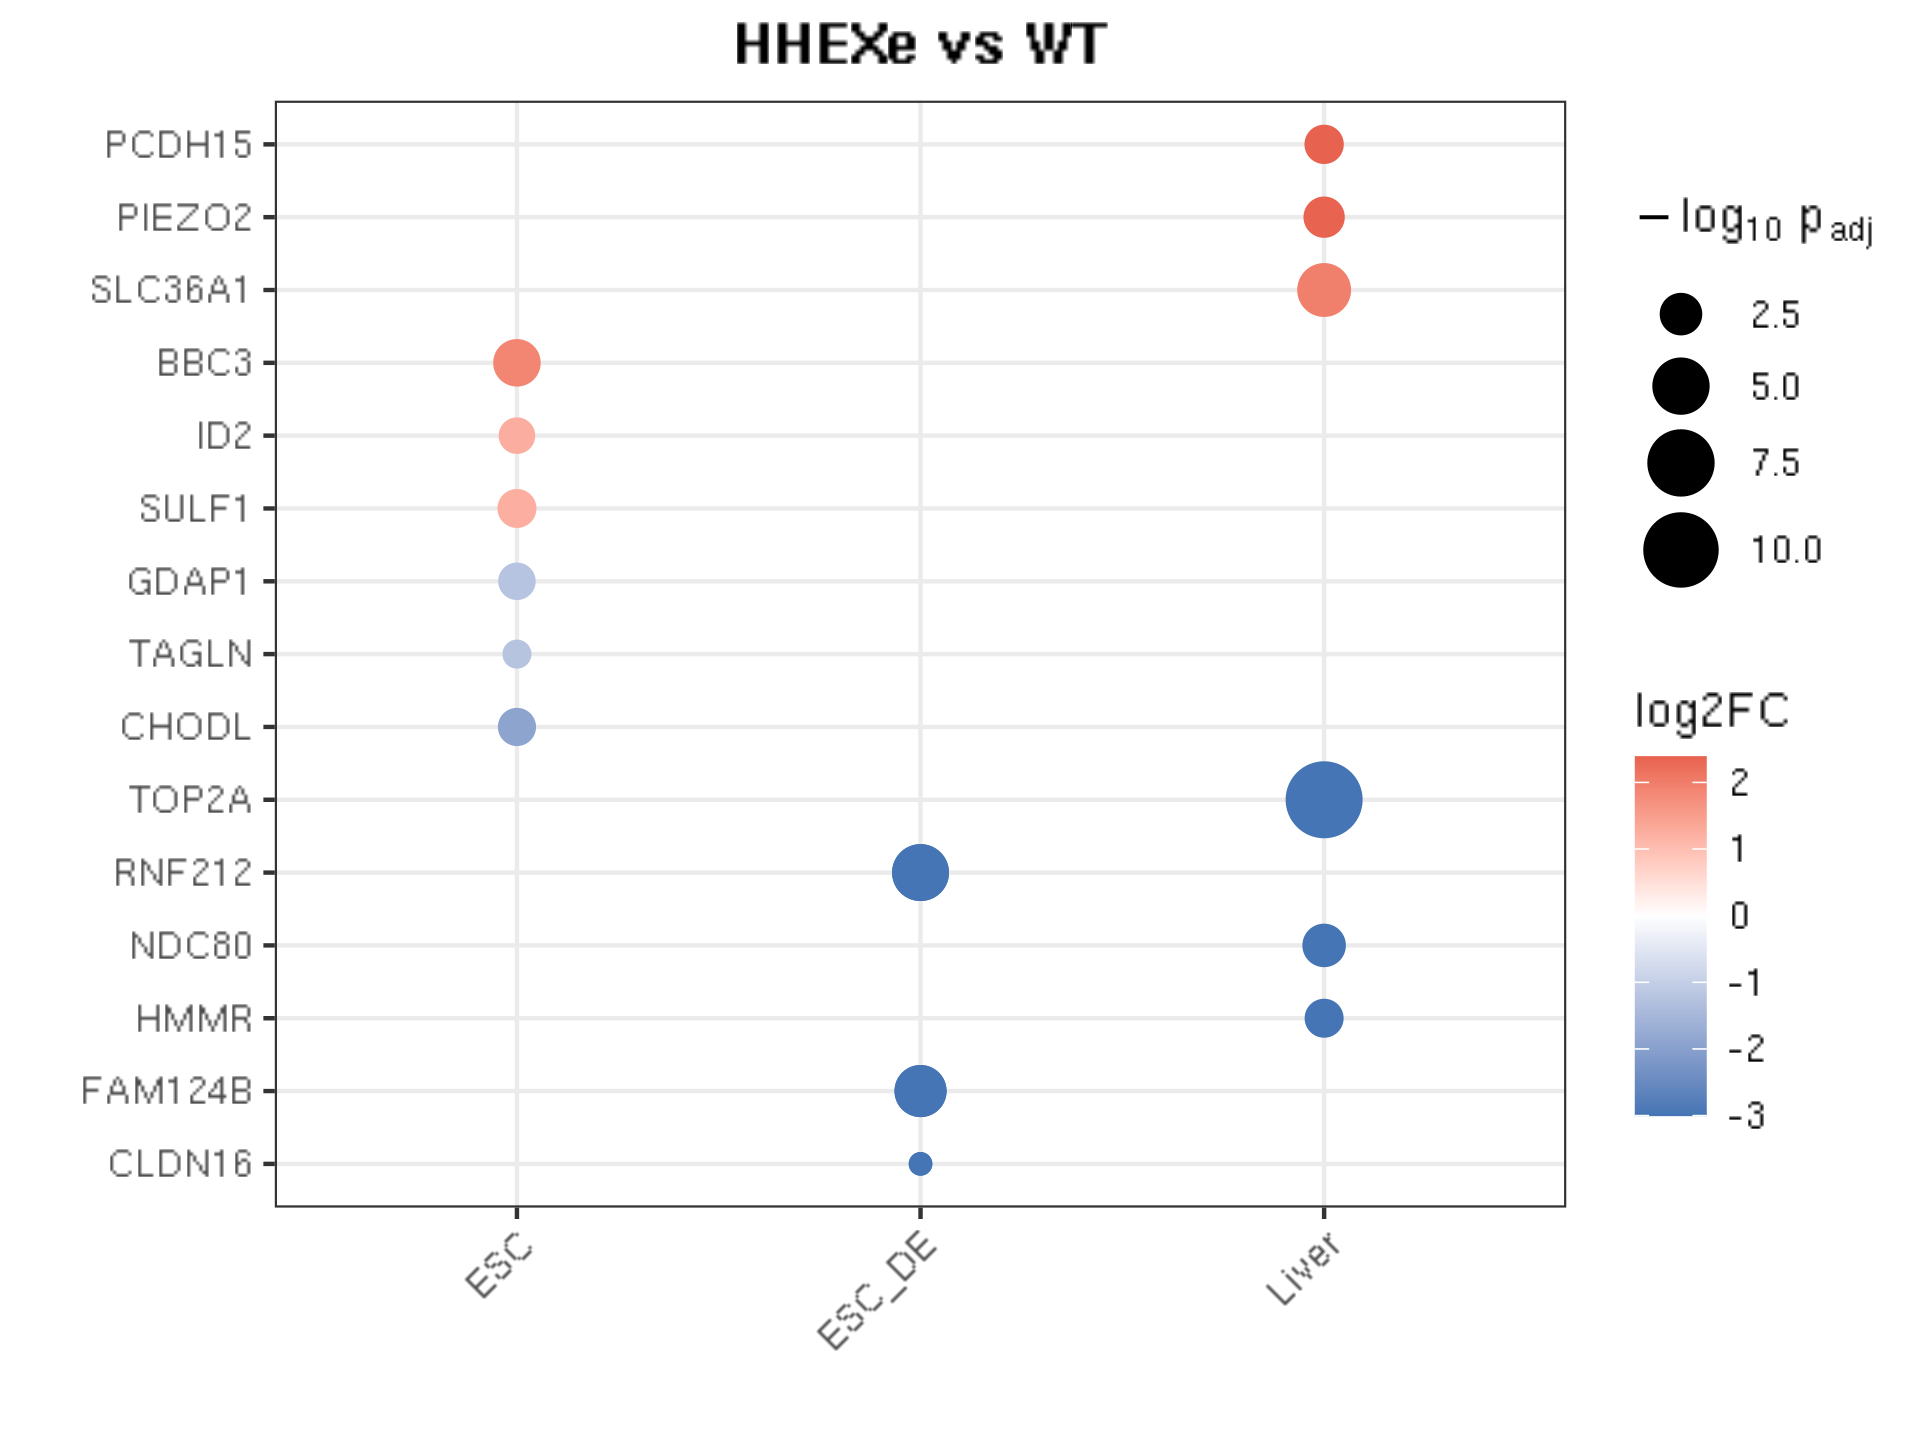 HHEXe vs WT
PCDH15
PIEZO2
SLC36A1
BBC3
ID2
SULF1
GDAP1
TAGLN
CHODL
TOP2A
RNF212
NDC80
HMMR
FAM124B
CLDN16
ESC
ESC_DE
Liver
− log10 padj
2.5
5.0
7.5
10.0
log2FC
2
1
0
-1
-2
-3